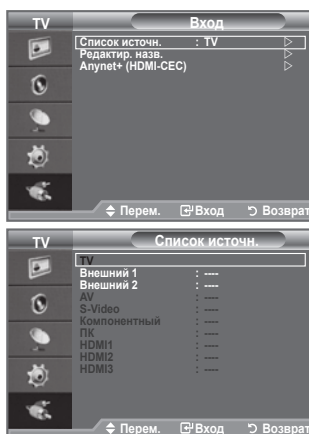 TV Вход
Список источн. : TV
Редактир. назв.
Anynet+ (HDMI-CEC)
Перем. Вход Возврат
TV Список источн.
TV
Внешний 1 : ----
Внешний 2 : ----
AV : ----
S-Video : ----
Компонентный : ----
ПК : ----
HDMI1 : ----
HDMI2 : ----
HDMI3 : ----
Перем. Вход Возврат